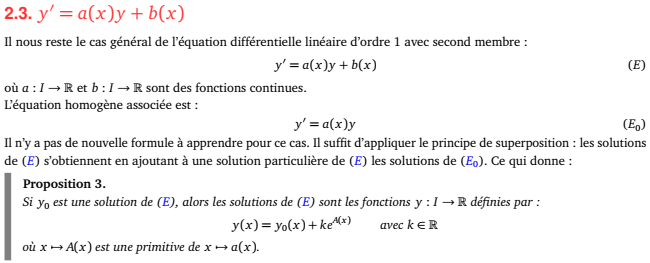 2.3. y′ = a(x)y + b(x)
Il nous reste le cas général de l'équation différentielle linéaire d'ordre 1 avec second membre :
y′ = a(x)y + b(x) (E)
où a : I → ℝ et b : I → ℝ sont des fonctions continues.
L'équation homogène associée est :
y′ = a(x)y (E₀)
Il n'y a pas de nouvelle formule à apprendre pour ce cas. Il suffit d'appliquer le principe de superposition : les solutions
de (E) s'obtiennent en ajoutant à une solution particulière de (E) les solutions de (E₀). Ce qui donne :
Proposition 3.
Si y₀ est une solution de (E), alors les solutions de (E) sont les fonctions y : I → ℝ définies par :
y(x) = y₀(x) + ke^{A(x)} avec k ∈ ℝ
où x ↦ A(x) est une primitive de x ↦ a(x).